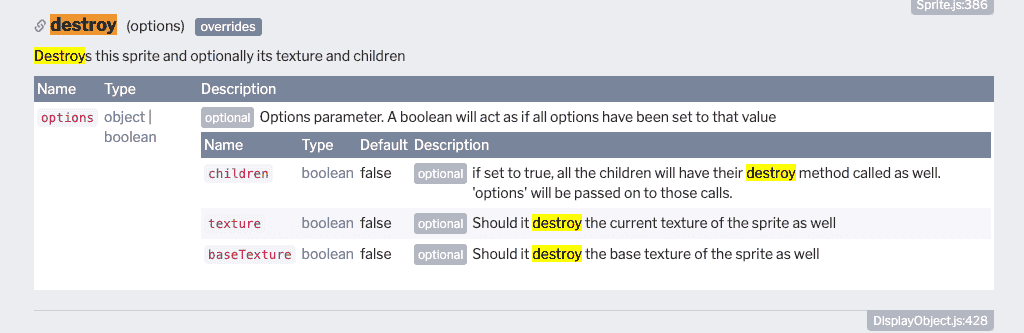 Sprite.js:386
destroy (options) overrides
Destroys this sprite and optionally its texture and children
Name Type Description
options object | boolean optional Options parameter. A boolean will act as if all options have been set to that value
Name Type Default Description
children boolean false optional if set to true, all the children will have their destroy method called as well.
'options' will be passed on to those calls.
texture boolean false optional Should it destroy the current texture of the sprite as well
baseTexture boolean false optional Should it destroy the base texture of the sprite as well
DisplayObject.js:428